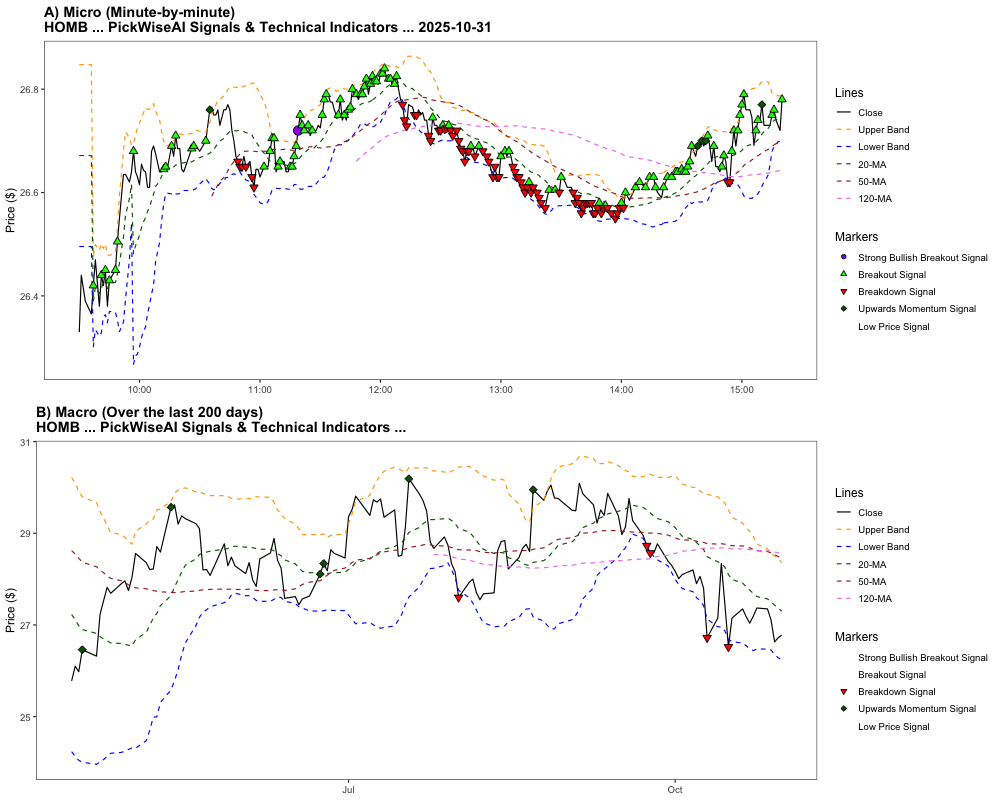 A) Micro (Minute-by-minute)
HOMB ... PickWiseAI Signals & Technical Indicators ... 2025-10-31
Price ($)
26.8
26.6
26.4
10:00
11:00
12:00
13:00
14:00
15:00
Lines
Close
Upper Band
Lower Band
20-MA
50-MA
120-MA
Markers
Strong Bullish Breakout Signal
Breakout Signal
Breakdown Signal
Upwards Momentum Signal
Low Price Signal
B) Macro (Over the last 200 days)
HOMB ... PickWiseAI Signals & Technical Indicators ...
Price ($)
31
29
27
25
Jul
Oct
Lines
Close
Upper Band
Lower Band
20-MA
50-MA
120-MA
Markers
Strong Bullish Breakout Signal
Breakout Signal
Breakdown Signal
Upwards Momentum Signal
Low Price Signal